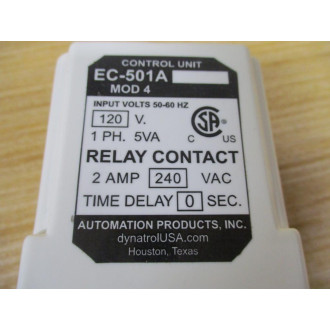 CONTROL UNIT
EC-501A
MOD 4
INPUT VOLTS 50-60 HZ
120 V.
1 PH. 5VA
C SA US
RELAY CONTACT
2 AMP 240 VAC
TIME DELAY 0 SEC.
AUTOMATION PRODUCTS, INC.
dynatrolUSA.com
Houston, Texas